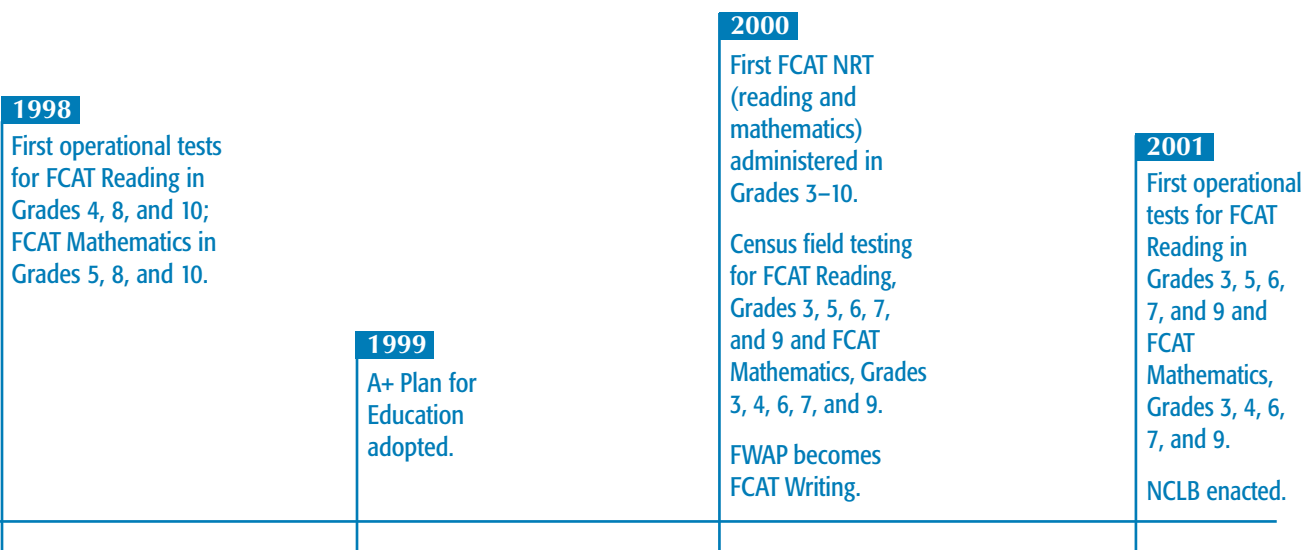 1998
First operational tests
for FCAT Reading in
Grades 4, 8, and 10;
FCAT Mathematics in
Grades 5, 8, and 10.
1999
A+ Plan for
Education
adopted.
2000
First FCAT NRT
(reading and
mathematics)
administered in
Grades 3–10.
Census field testing
for FCAT Reading,
Grades 3, 5, 6, 7,
and 9 and FCAT
Mathematics, Grades
3, 4, 6, 7, and 9.
FWAP becomes
FCAT Writing.
2001
First operational
tests for FCAT
Reading in
Grades 3, 5, 6,
7, and 9 and
FCAT
Mathematics,
Grades 3, 4, 6,
7, and 9.
NCLB enacted.